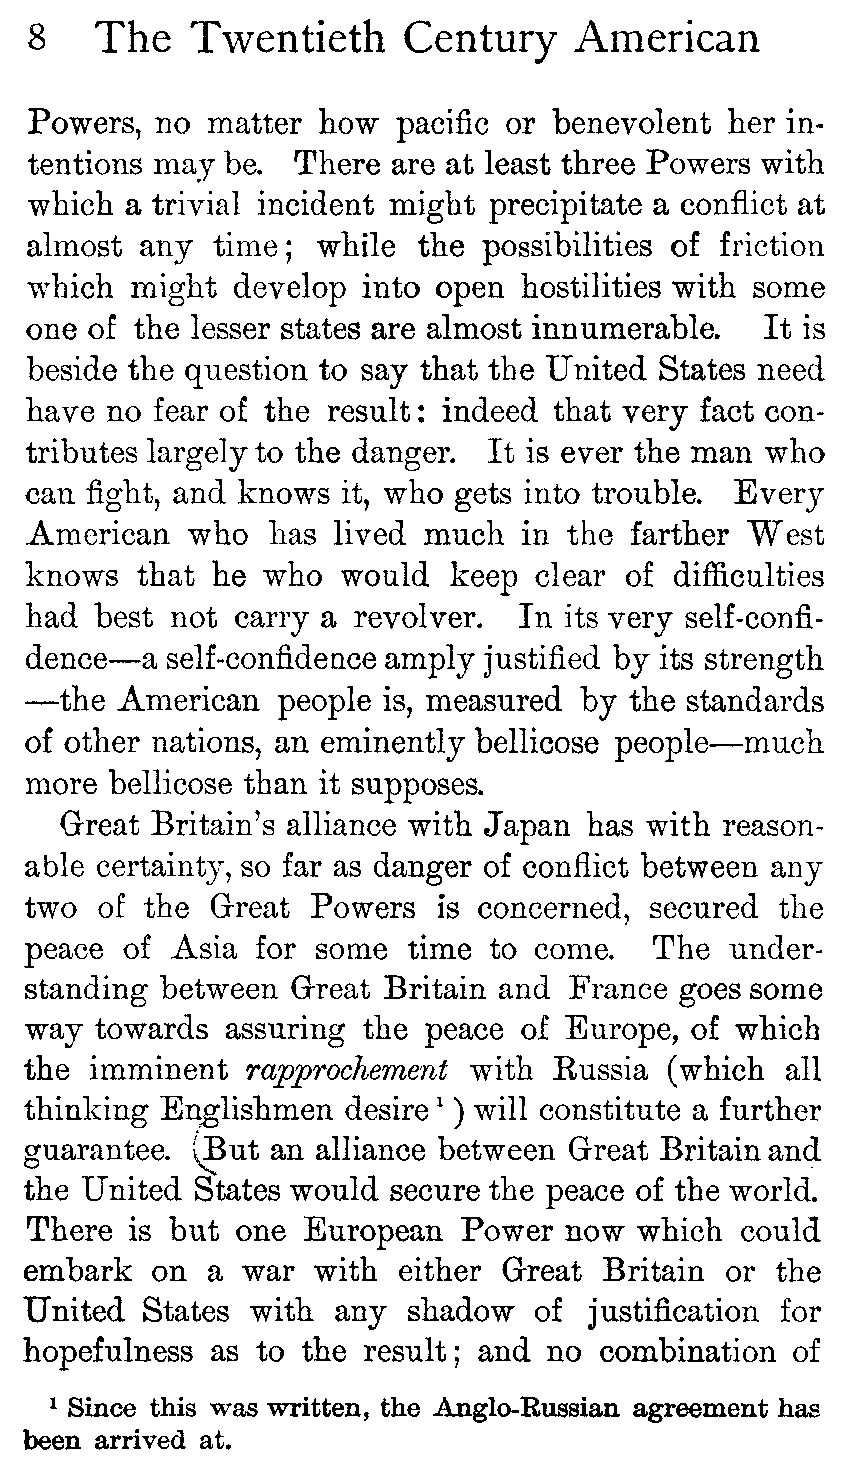 8 The Twentieth Century American
Powers, no matter how pacific or benevolent her in-
tentions may be. There are at least three Powers with
which a trivial incident might precipitate a conflict at
almost any time; while the possibilities of friction
which might develop into open hostilities with some
one of the lesser states are almost innumerable. It is
beside the question to say that the United States need
have no fear of the result: indeed that very fact con-
tributes largely to the danger. It is ever the man who
can fight, and knows it, who gets into trouble. Every
American who has lived much in the farther West
knows that he who would keep clear of difficulties
had best not carry a revolver. In its very self-confi-
dence—a self-confidence amply justified by its strength
—the American people is, measured by the standards
of other nations, an eminently bellicose people—much
more bellicose than it supposes.
Great Britain's alliance with Japan has with reason-
able certainty, so far as danger of conflict between any
two of the Great Powers is concerned, secured the
peace of Asia for some time to come. The under-
standing between Great Britain and France goes some
way towards assuring the peace of Europe, of which
the imminent rapprochement with Russia (which all
thinking Englishmen desire¹) will constitute a further
guarantee. (But an alliance between Great Britain and
the United States would secure the peace of the world.
There is but one European Power now which could
embark on a war with either Great Britain or the
United States with any shadow of justification for
hopefulness as to the result; and no combination of
¹ Since this was written, the Anglo-Russian agreement has
been arrived at.